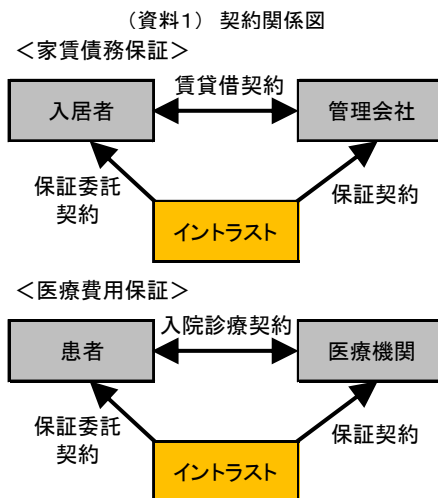 （資料１） 契約関係図
＜家賃債務保証＞
賃貸借契約
入居者
管理会社
保証委託
契約
保証契約
イントラスト
＜医療費用保証＞
入院診療契約
患者
医療機関
保証委託
契約
保証契約
イントラスト